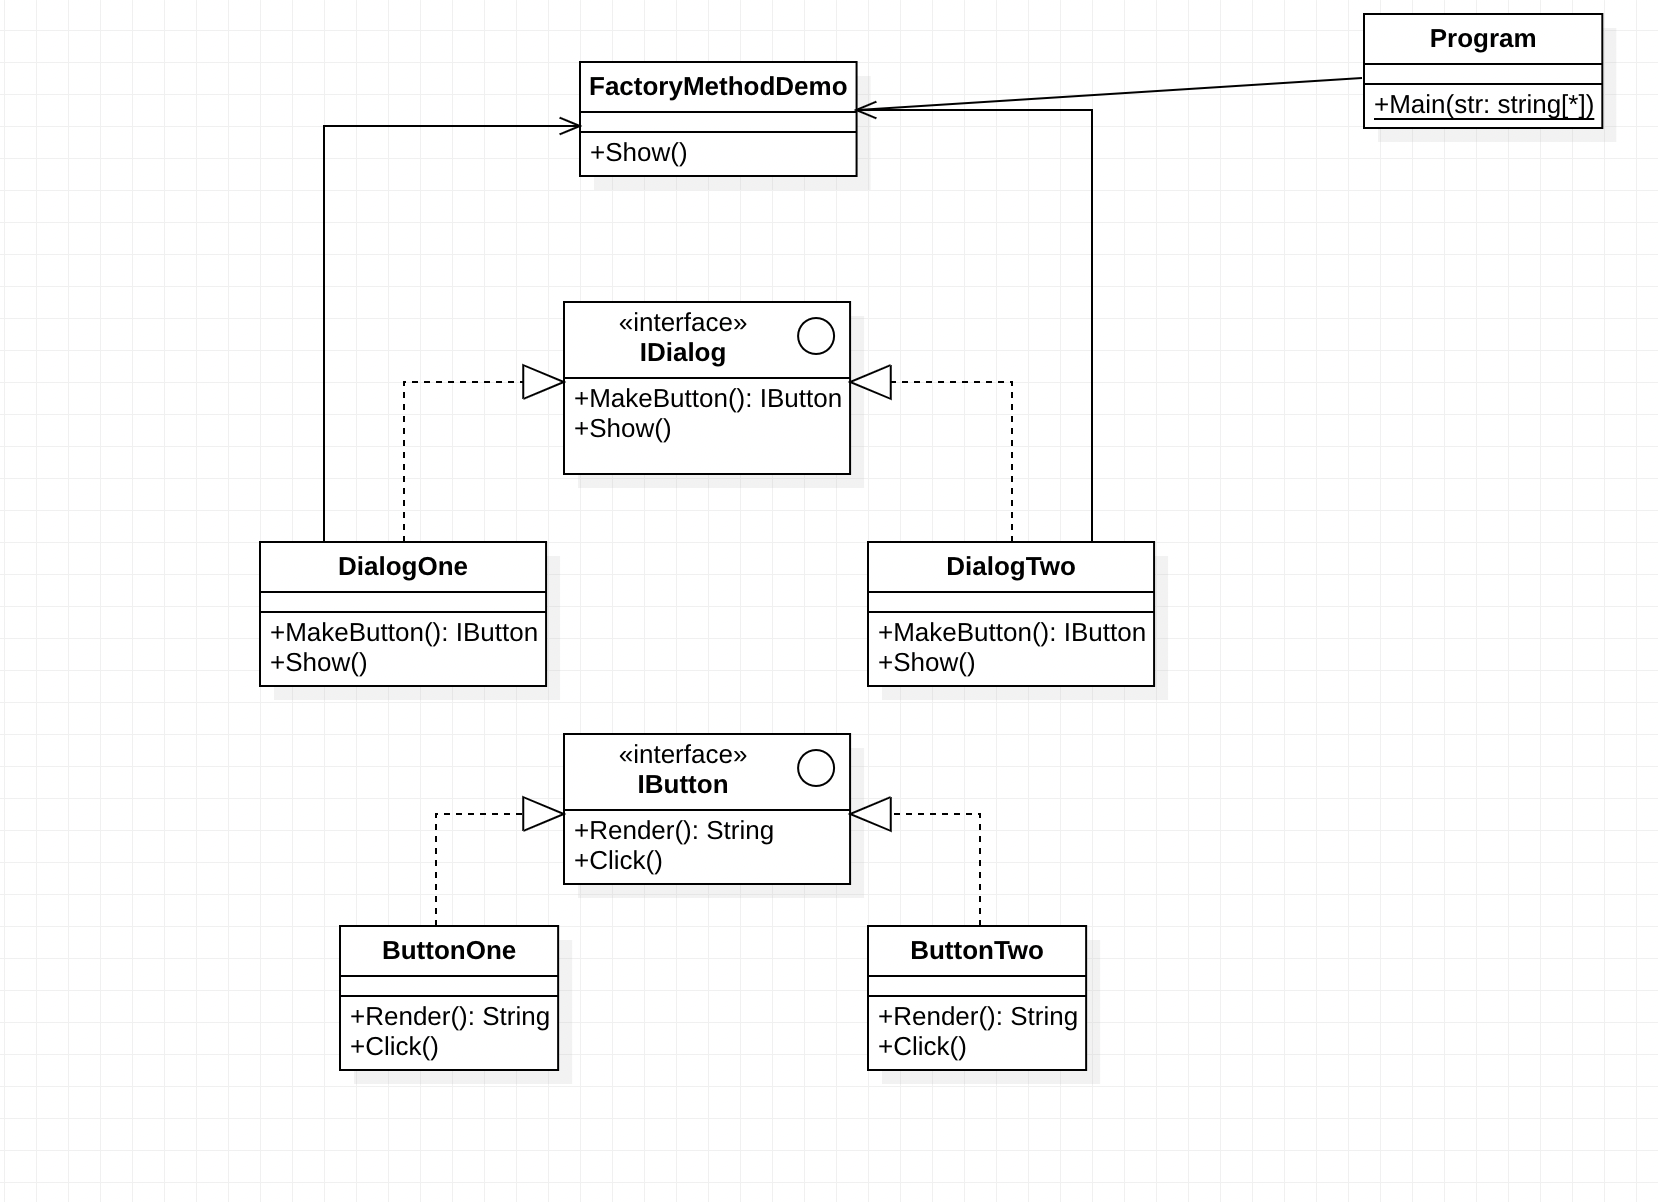 Program
+Main(str: string[*])
FactoryMethodDemo
+Show()
«interface»
IDialog
+MakeButton(): IButton
+Show()
DialogOne
+MakeButton(): IButton
+Show()
DialogTwo
+MakeButton(): IButton
+Show()
«interface»
IButton
+Render(): String
+Click()
ButtonOne
+Render(): String
+Click()
ButtonTwo
+Render(): String
+Click()